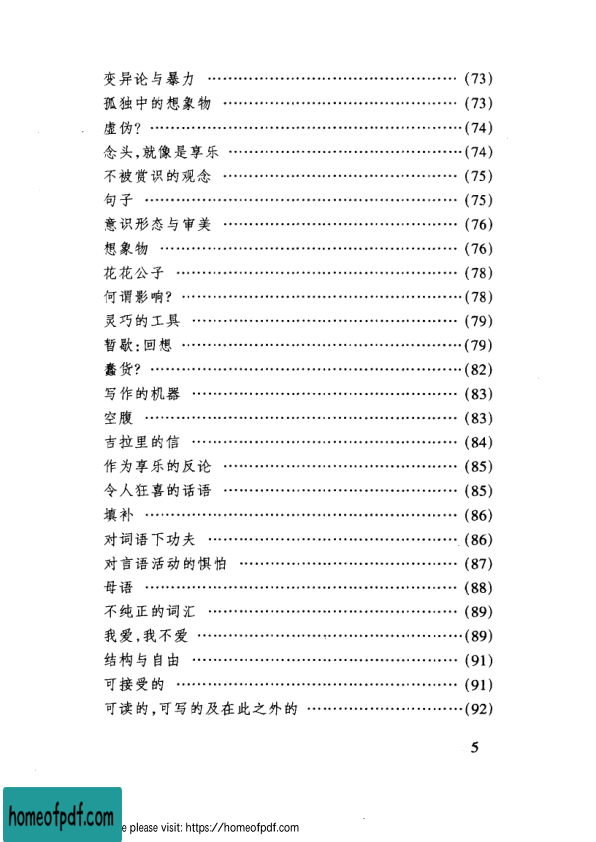 变异论与暴力 ………………………………………… (73)
孤独中的想象物 ……………………………………… (73)
虚伪? …………………………………………………(74)
念头,就像是享乐 ……………………………………(74)
不被赏识的观念 ……………………………………… (75)
句子 …………………………………………………… (75)
意识形态与审美 ……………………………………… (76)
想象物 ………………………………………………… (76)
花花公子 ……………………………………………… (78)
何谓影响? ……………………………………………(78)
灵巧的工具 …………………………………………… (79)
暂歇:回想 ……………………………………………(79)
蠢货? …………………………………………………(82)
写作的机器 …………………………………………… (83)
空腹 …………………………………………………… (83)
吉拉里的信 …………………………………………… (84)
作为享乐的反论 ……………………………………… (85)
令人狂喜的话语 ……………………………………… (85)
填补 …………………………………………………… (86)
对词语下功夫 ………………………………………… (86)
对言语活动的惧怕 …………………………………… (87)
母语 …………………………………………………… (88)
不纯正的词汇 ………………………………………… (89)
我爱,我不爱 …………………………………………(89)
结构与自由 …………………………………………… (91)
可接受的 ……………………………………………… (91)
可读的,可写的及在此之外的 ………………………(92)
5
homeofpdf.com
e please visit: https://homeofpdf.com